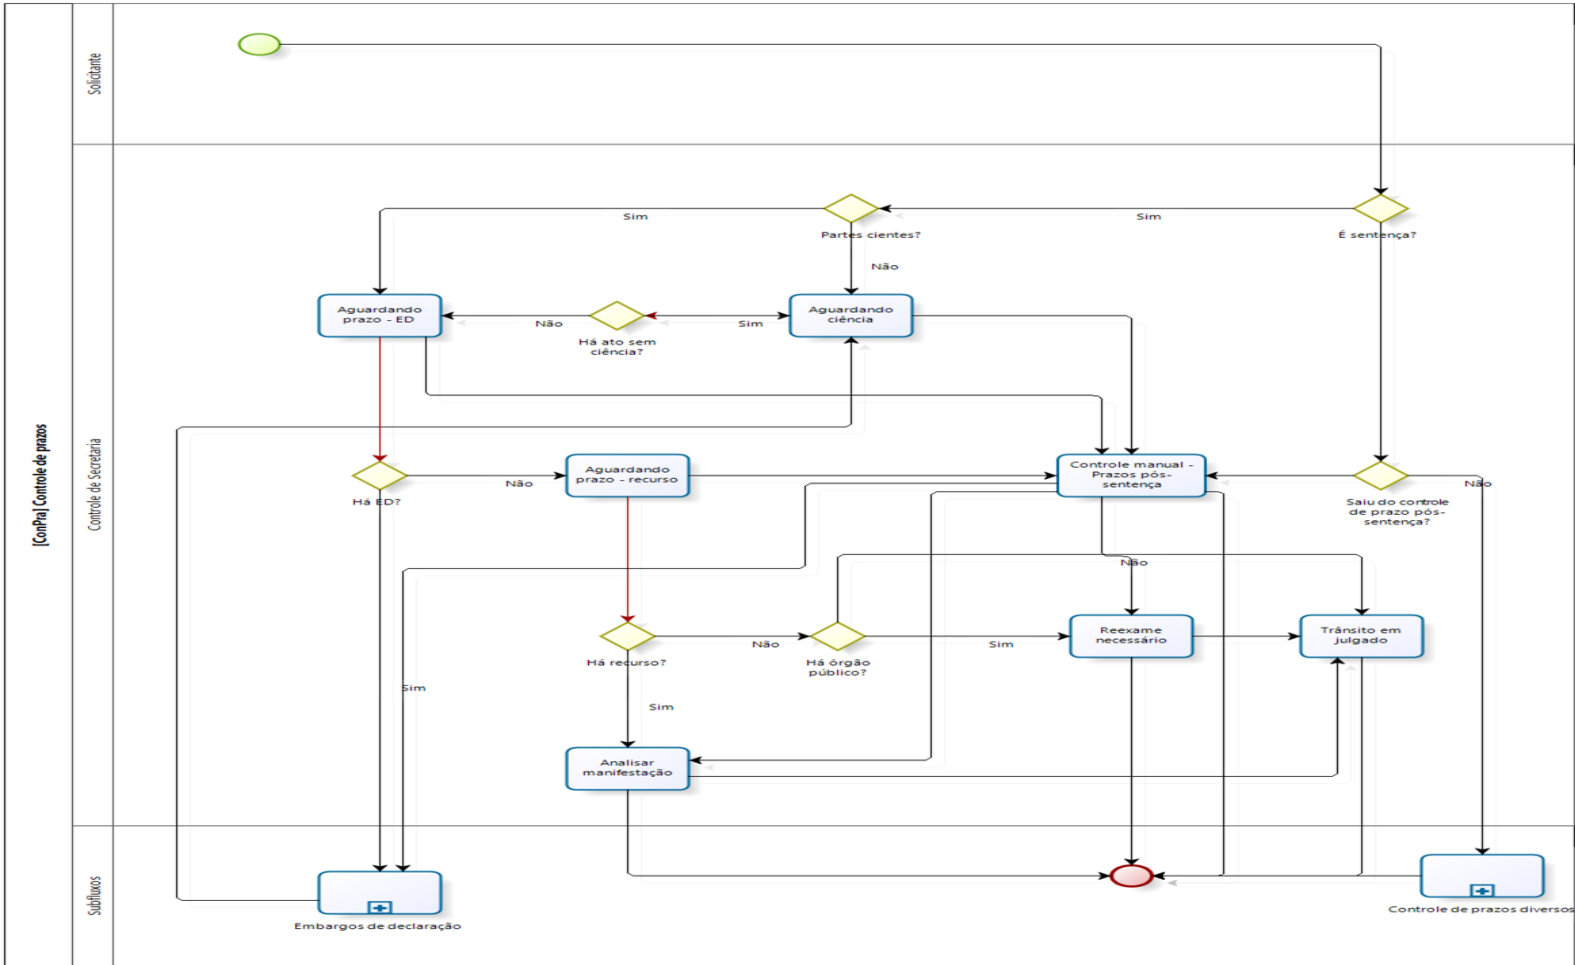 [ConPra] Controle de prazos
Solicitante
Controle de Secretaria
Subfluxos
Sim
Partes cientes?
Sim
É sentença?
Não
Aguardando
prazo - ED
Não
Há ato sem
ciência?
Sim
Aguardando
ciência
Há ED?
Não
Aguardando
prazo - recurso
Controle manual -
Prazos pós-
sentença
Saiu do controle
de prazo pós-
sentença?
Não
Não
Há recurso?
Não
Há órgão
público?
Sim
Reexame
necessário
Trânsito em
julgado
Sim
Sim
Analisar
manifestação
Embargos de declaração
Controle de prazos diversos